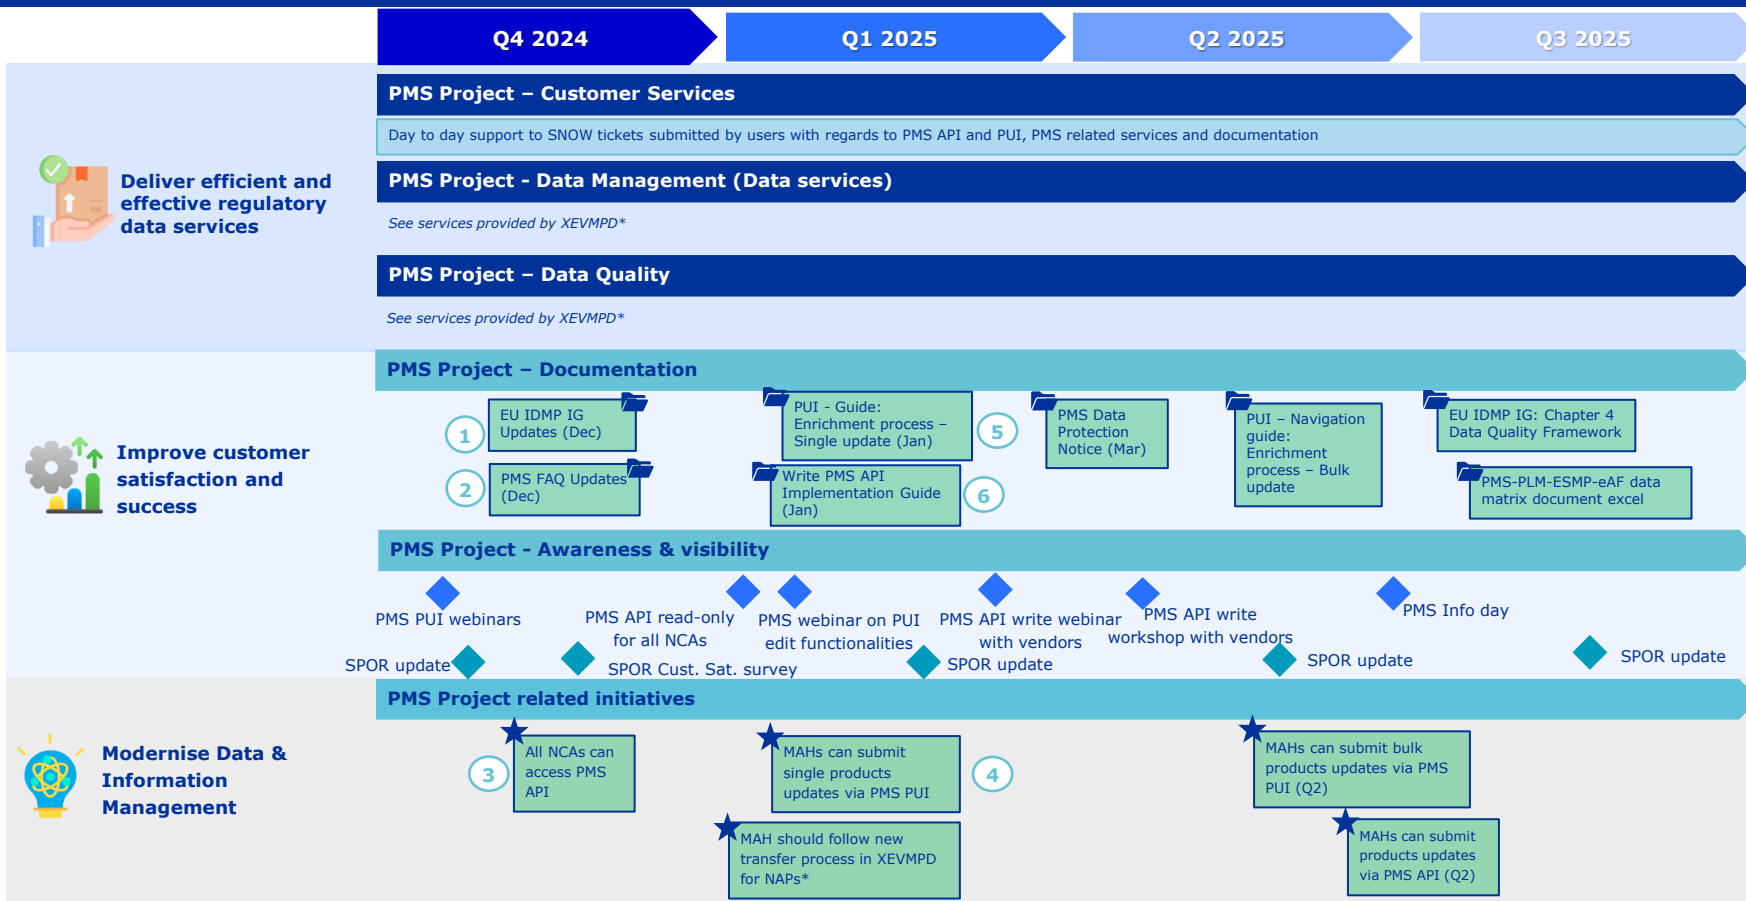 Q4 2024
Q1 2025
Q2 2025
Q3 2025
Deliver efficient and
effective regulatory
data services
PMS Project – Customer Services
Day to day support to SNOW tickets submitted by users with regards to PMS API and PUI, PMS related services and documentation
PMS Project - Data Management (Data services)
See services provided by XEVMPD*
PMS Project – Data Quality
See services provided by XEVMPD*
Improve customer
satisfaction and
success
PMS Project – Documentation
1
EU IDMP IG
Updates (Dec)
2
PMS FAQ Updates
(Dec)
PUI - Guide:
Enrichment process –
Single update (Jan)
5
Write PMS API
Implementation Guide
(Jan)
6
PMS Data
Protection
Notice (Mar)
PUI – Navigation
guide:
Enrichment
process – Bulk
update
EU IDMP IG: Chapter 4
Data Quality Framework
PMS-PLM-ESMP-eAF data
matrix document excel
PMS Project - Awareness & visibility
PMS PUI webinars
PMS API read-only
for all NCAs
PMS webinar on PUI
edit functionalities
PMS API write webinar
with vendors
PMS API write
workshop with vendors
PMS Info day
SPOR update
SPOR Cust. Sat. survey
SPOR update
SPOR update
SPOR update
Modernise Data &
Information
Management
PMS Project related initiatives
3
All NCAs can
access PMS
API
MAHs can submit
single products
updates via PMS PUI
4
MAH should follow new
transfer process in XEVMPD
for NAPs*
MAHs can submit bulk
products updates via PMS
PUI (Q2)
MAHs can submit
products updates
via PMS API (Q2)